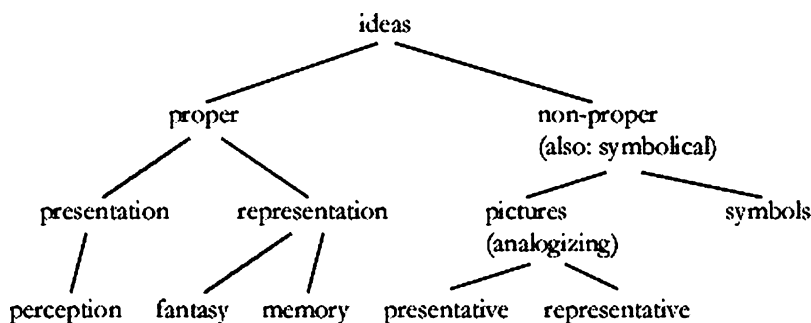 ideas
proper non-proper
(also: symbolical)
presentation representation pictures symbols
(analogizing)
perception fantasy memory presentative representative